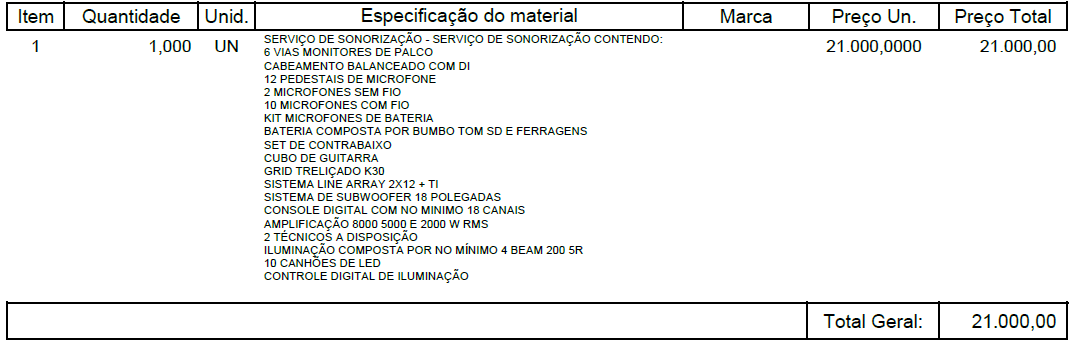 Item Quantidade Unid. Especificação do material Marca Preço Un. Preço Total
1 1,000 UN SERVIÇO DE SONORIZAÇÃO - SERVIÇO DE SONORIZAÇÃO CONTENDO: 21.000,0000 21.000,00
6 VIAS MONITORES DE PALCO
CABEAMENTO BALANCEADO COM DI
12 PEDESTAIS DE MICROFONE
2 MICROFONES SEM FIO
10 MICROFONES COM FIO
KIT MICROFONES DE BATERIA
BATERIA COMPOSTA POR BUMBO TOM SD E FERRAGENS
SET DE CONTRABAIXO
CUBO DE GUITARRA
GRID TRELIÇADO K30
SISTEMA LINE ARRAY 2X12 + TI
SISTEMA DE SUBWOOFER 18 POLEGADAS
CONSOLE DIGITAL COM NO MINIMO 18 CANAIS
AMPLIFICAÇÃO 8000 5000 E 2000 W RMS
2 TÉCNICOS A DISPOSIÇÃO
ILUMINAÇÃO COMPOSTA POR NO MÍNIMO 4 BEAM 200 5R
10 CANHÕES DE LED
CONTROLE DIGITAL DE ILUMINAÇÃO
Total Geral: 21.000,00